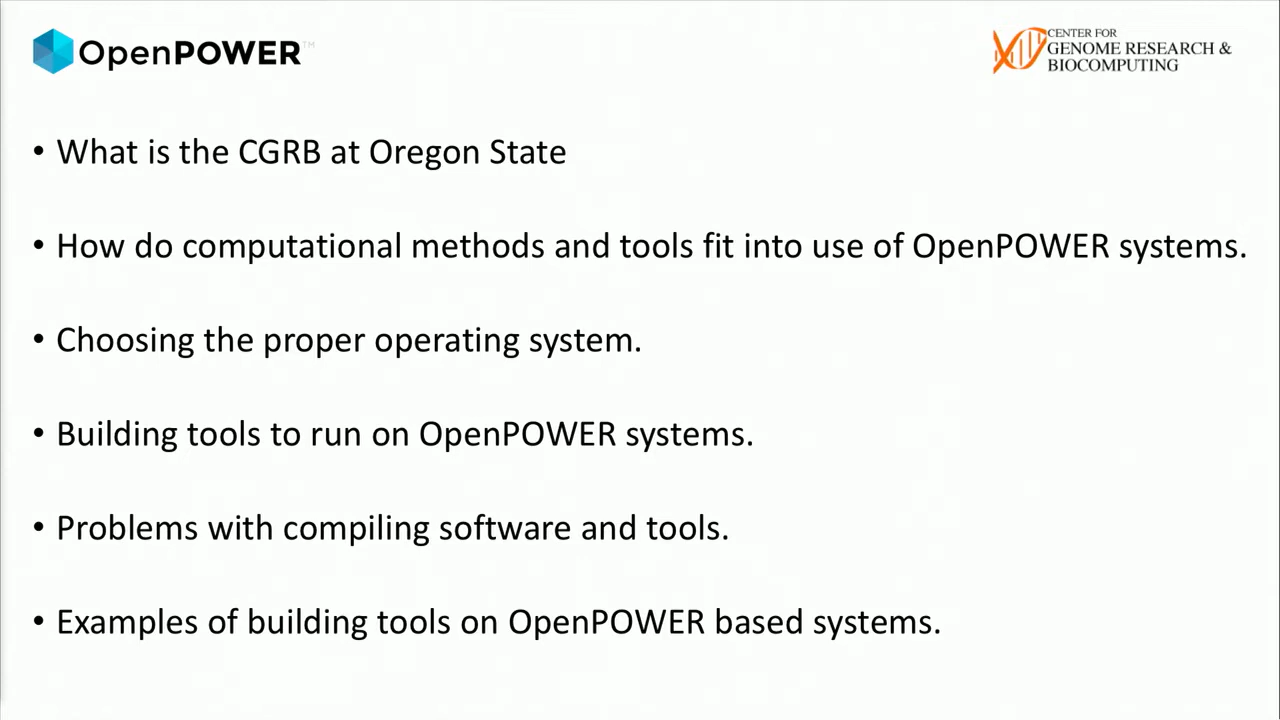 OpenPOWER™
CENTER FOR
GENOME RESEARCH &
BIOCOMPUTING
• What is the CGRB at Oregon State
• How do computational methods and tools fit into use of OpenPOWER systems.
• Choosing the proper operating system.
• Building tools to run on OpenPOWER systems.
• Problems with compiling software and tools.
• Examples of building tools on OpenPOWER based systems.